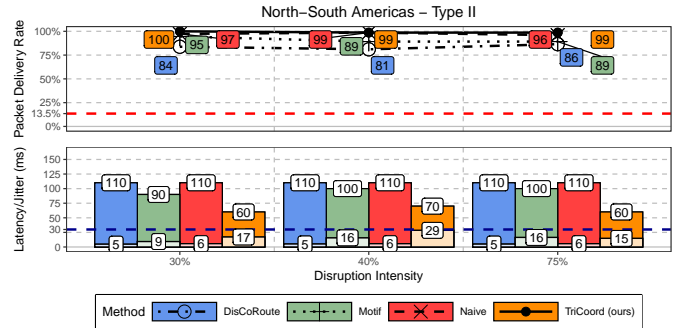 North−South Americas − Type II
Packet Delivery Rate
100%
75%
50%
25%
13.5%
0%
100 95 97 99 89 99 96 99
84 81 86 89
Latency/Jitter (ms)
150
125
100
75
50
30
0
110 90 110 60 110 100 110 70 110 100 110 60
5 9 6 17 5 16 6 29 5 16 6 15
30% 40% 75%
Disruption Intensity
Method DisCoRoute Motif Naive TriCoord (ours)